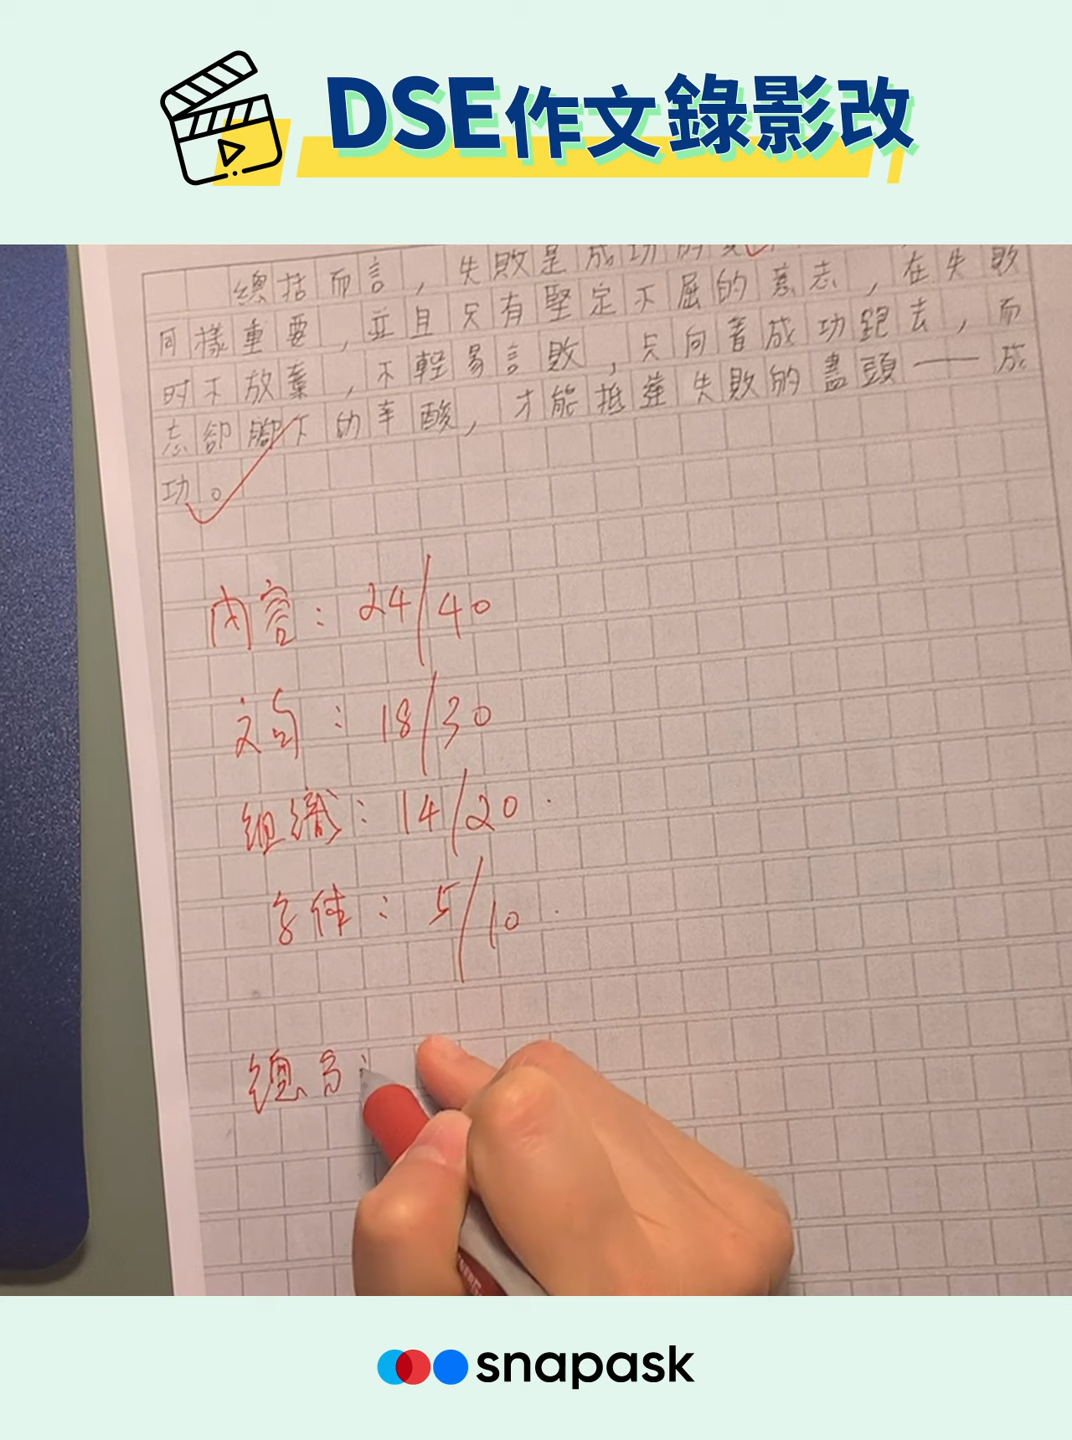 DSE作文錄影改
總括而言，失敗是成功的
同樣重要，並且只有堅定不屈的意志，在失敗
時不放棄，不輕易言敗，只向著成功跑去，而
忘卻腳下的辛酸，才能抵達失敗的盡頭——成
功。
內容：24/40
文句：18/30
組織：14/20
字体：5/10
總
snapask